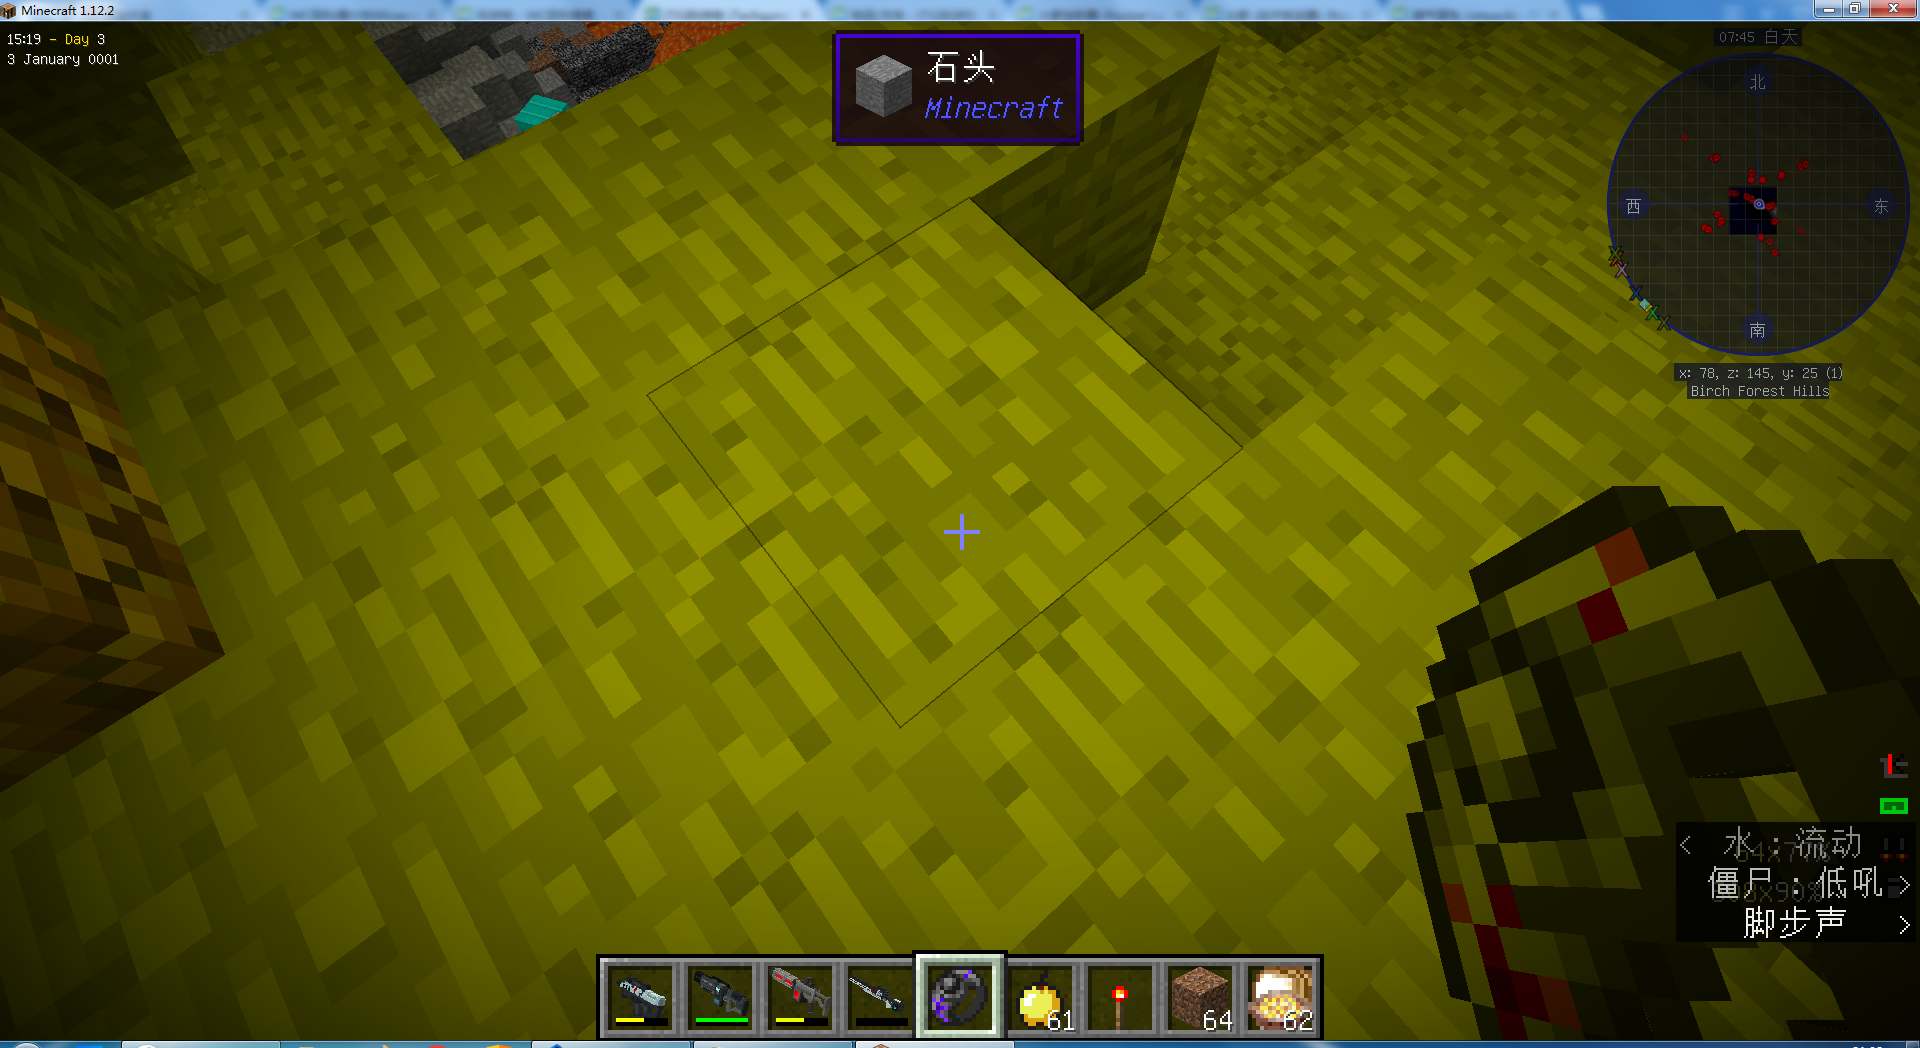 Minecraft 1.12.2
15:19 - Day 3
3 January 0001
石头
Minecraft
07:45 白天
北
西
东
南
x: 78, z: 145, y: 25 (1)
Birch Forest Hills
< 水：流动
僵尸：低吼 >
脚步声 >
61
64
62